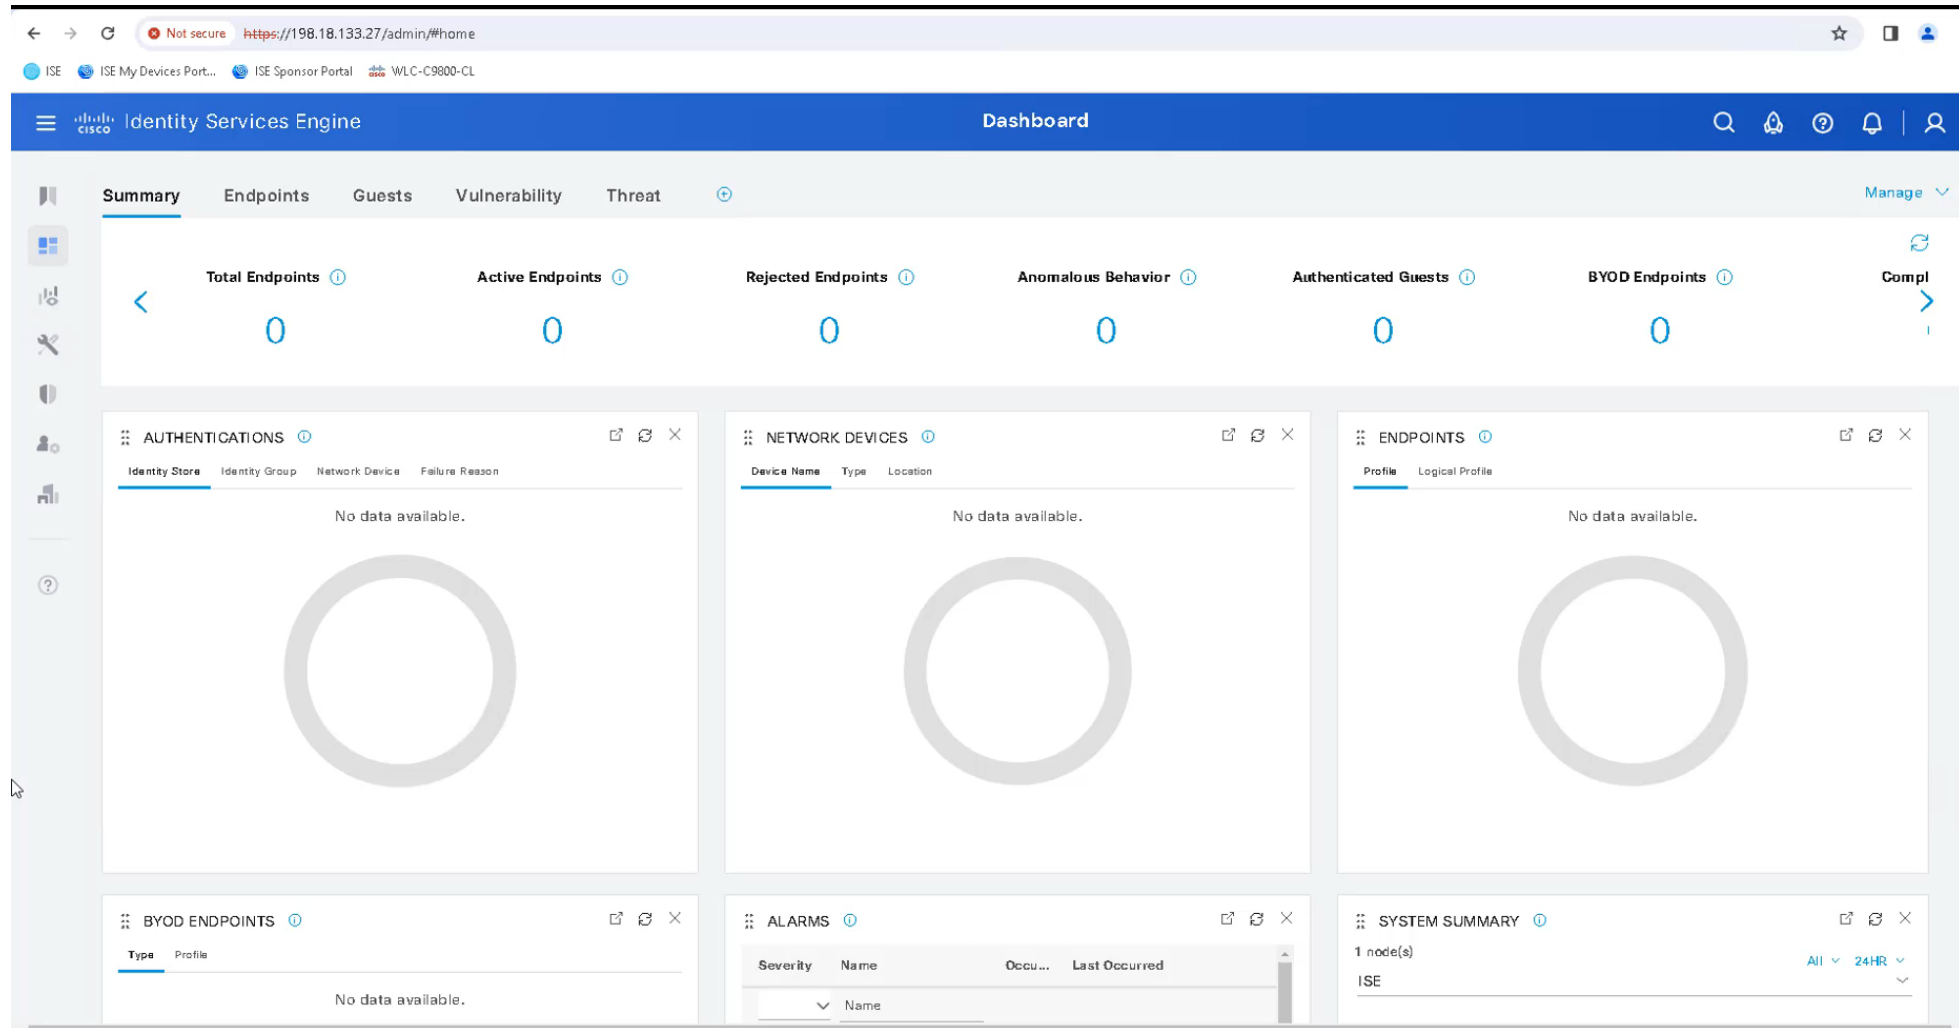 Not secure https://198.18.133.27/admin/#home
ISE ISE My Devices Port... ISE Sponsor Portal WLC-C9800-CL
cisco Identity Services Engine Dashboard
Summary Endpoints Guests Vulnerability Threat Manage
Total Endpoints Active Endpoints Rejected Endpoints Anomalous Behavior Authenticated Guests BYOD Endpoints Compl
0 0 0 0 0 0
AUTHENTICATIONS NETWORK DEVICES ENDPOINTS
Identity Store Identity Group Network Device Failure Reason Device Name Type Location Profile Logical Profile
No data available. No data available. No data available.
BYOD ENDPOINTS ALARMS SYSTEM SUMMARY
1 node(s)
Type Profile Severity Name Occu... Last Occurred All 24HR
ISE
No data available. Name